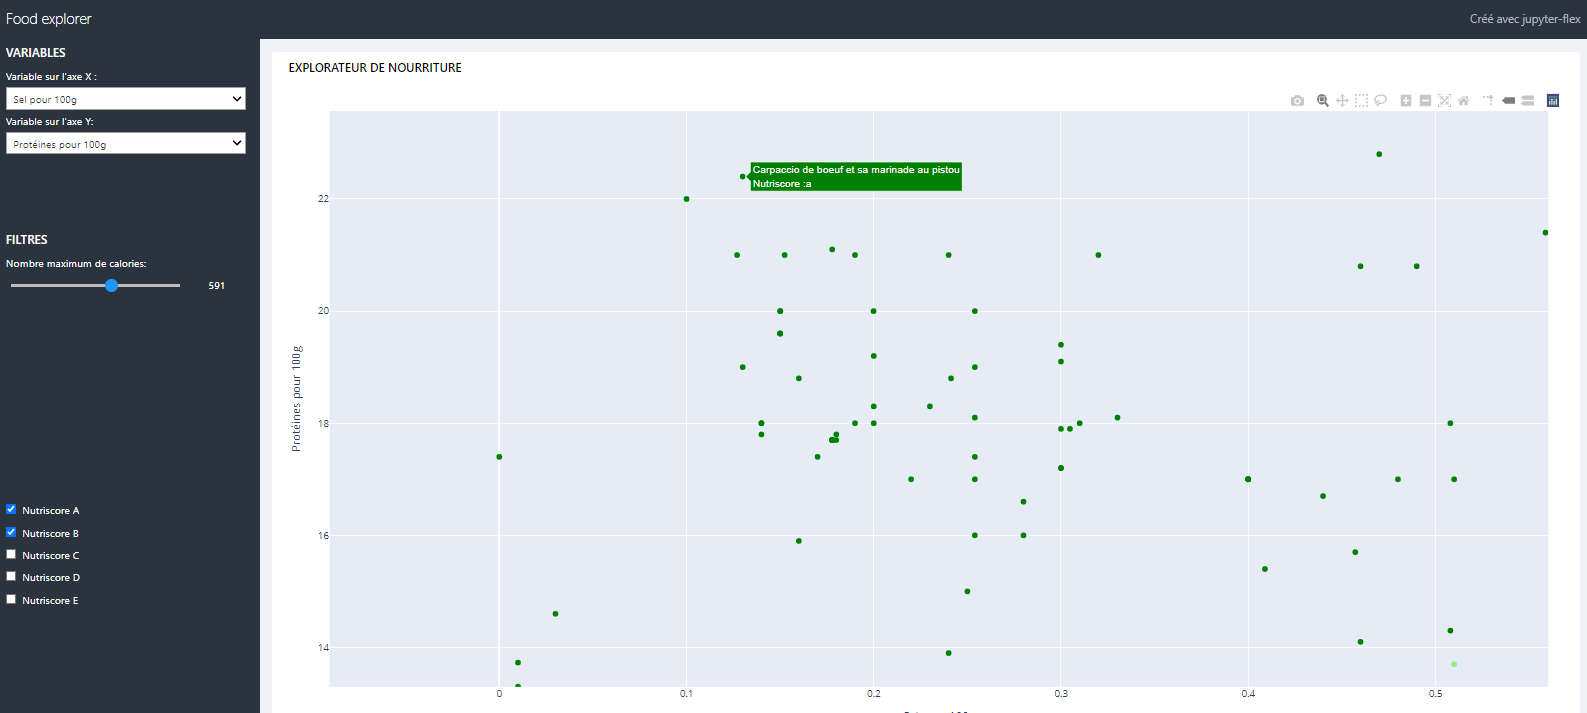 Food explorer
Créé avec jupyter-flex
VARIABLES
Variable sur l'axe X :
Sel pour 100g
Variable sur l'axe Y:
Protéines pour 100g
FILTRES
Nombre maximum de calories:
591
Nutriscore A
Nutriscore B
Nutriscore C
Nutriscore D
Nutriscore E
EXPLORATEUR DE NOURRITURE
Carpaccio de boeuf et sa marinade au pistou
Nutriscore :a
Protéines pour 100g
22
20
18
16
14
0
0.1
0.2
0.3
0.4
0.5